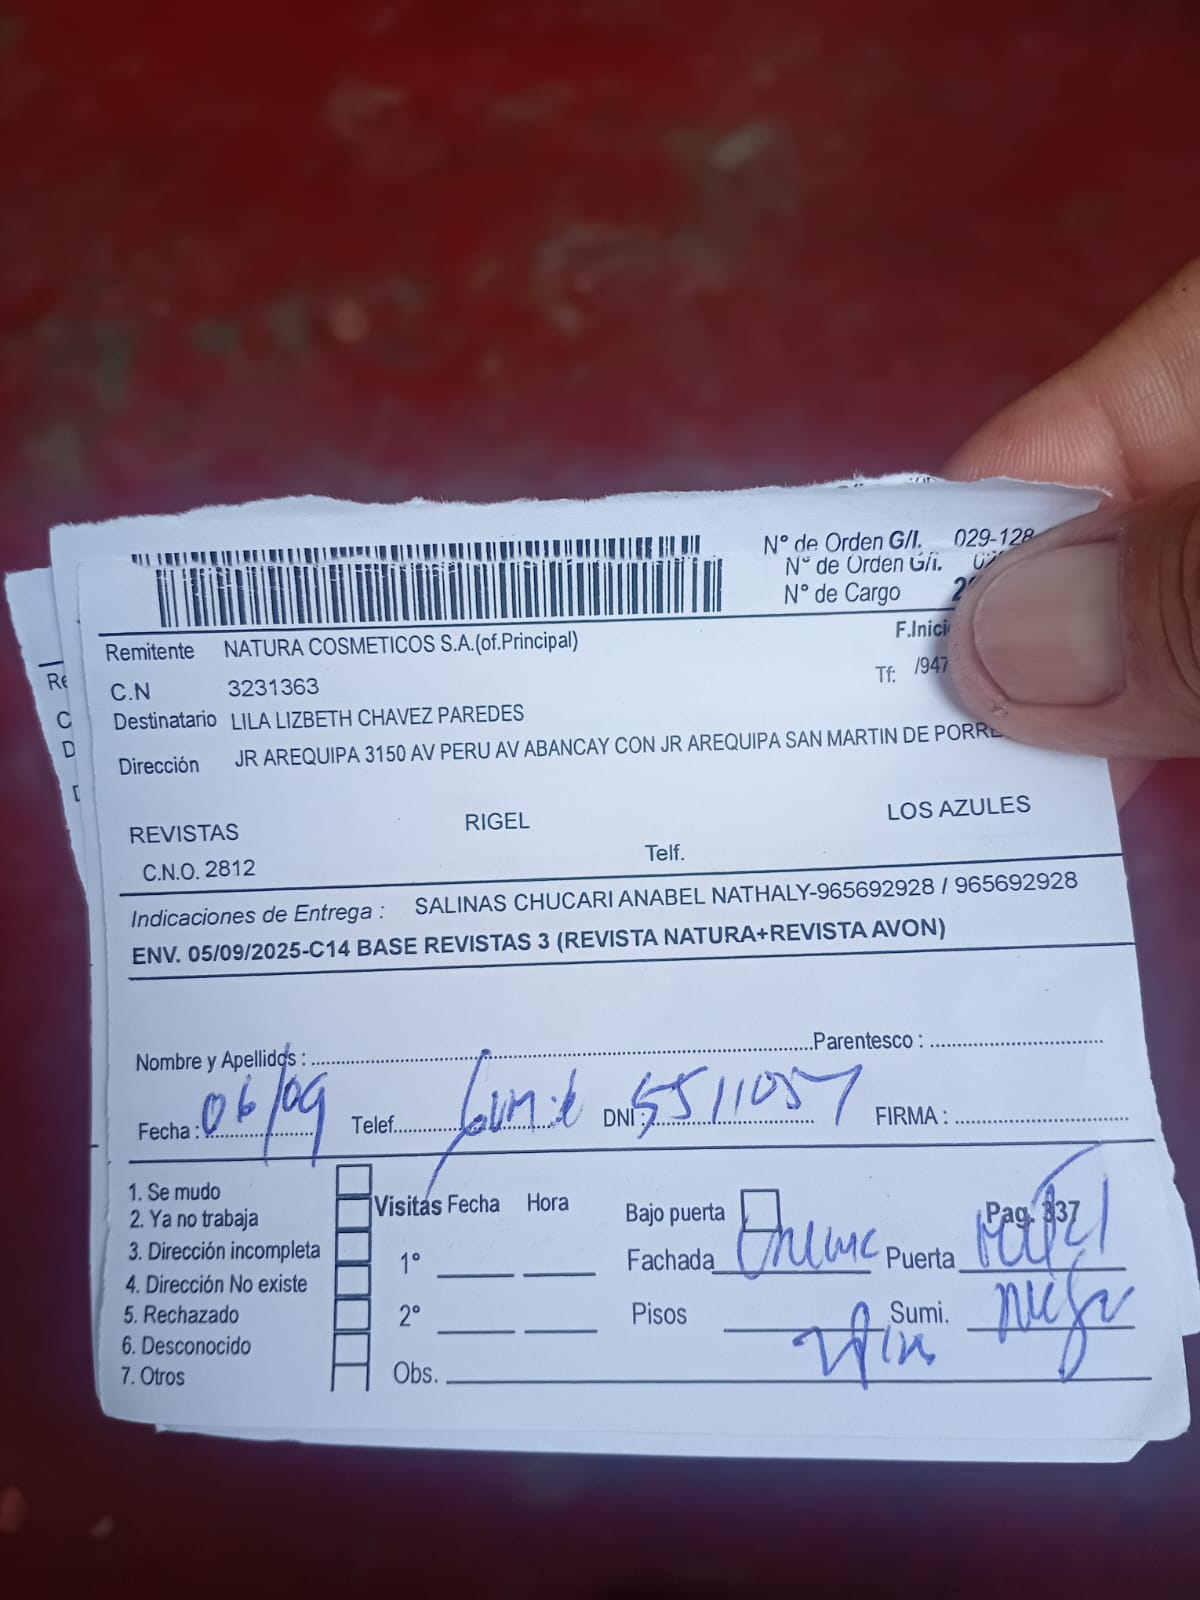 N° de Orden G/I. 029-128
N° de Orden G/I.
N° de Cargo
Remitente NATURA COSMETICOS S.A.(of.Principal) F.Inici
C.N 3231363 Tf: /947
Destinatario LILA LIZBETH CHAVEZ PAREDES
Dirección JR AREQUIPA 3150 AV PERU AV ABANCAY CON JR AREQUIPA SAN MARTIN DE PORRE
REVISTAS RIGEL LOS AZULES
C.N.O. 2812 Telf.
Indicaciones de Entrega : SALINAS CHUCARI ANABEL NATHALY-965692928 / 965692928
ENV. 05/09/2025-C14 BASE REVISTAS 3 (REVISTA NATURA+REVISTA AVON)
Nombre y Apellidos : Parentesco :
Fecha : 06/09 Telef. DNI : 5511057 FIRMA :
1. Se mudo
2. Ya no trabaja
3. Dirección incompleta
4. Dirección No existe
5. Rechazado
6. Desconocido
7. Otros
Visitas Fecha Hora
1°
2°
Obs.
Bajo puerta Pag. 337
Fachada Puerta
Pisos Sumi.
Re
C
D